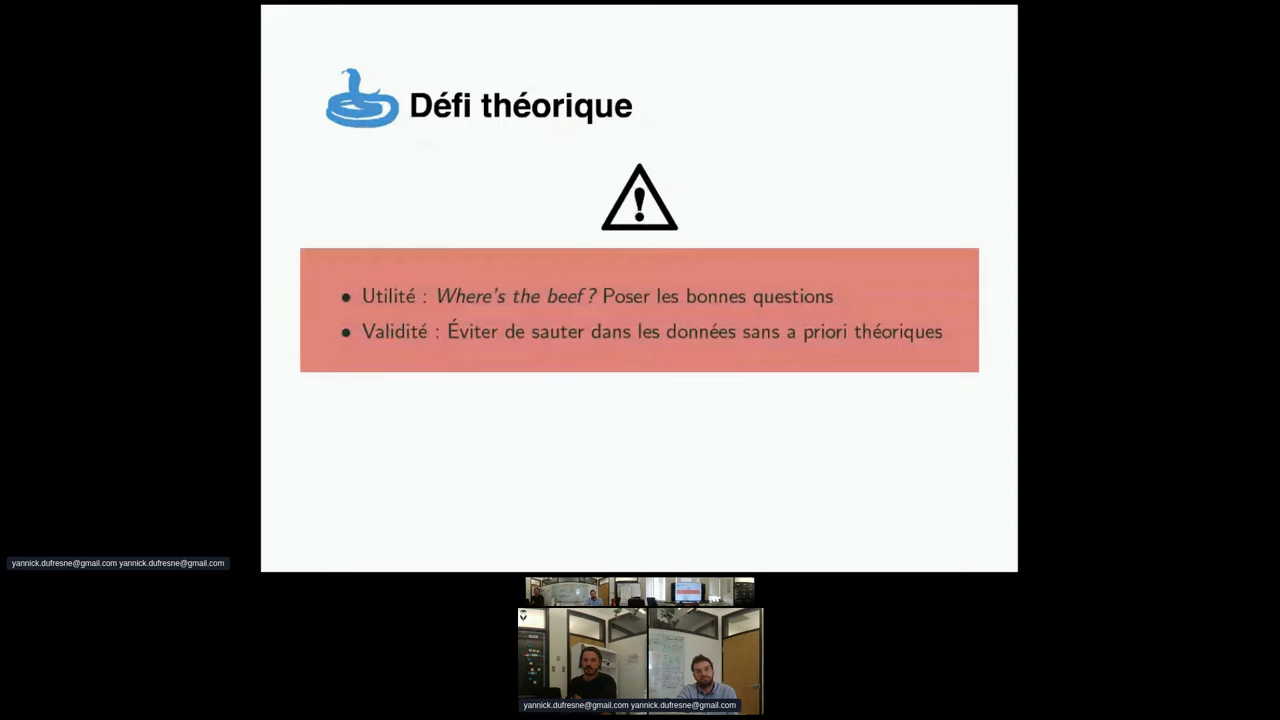 Défi théorique
• Utilité : Where's the beef ? Poser les bonnes questions
• Validité : Éviter de sauter dans les données sans a priori théoriques
yannick.dufresne@gmail.com yannick.dufresne@gmail.com
yannick.dufresne@gmail.com yannick.dufresne@gmail.com